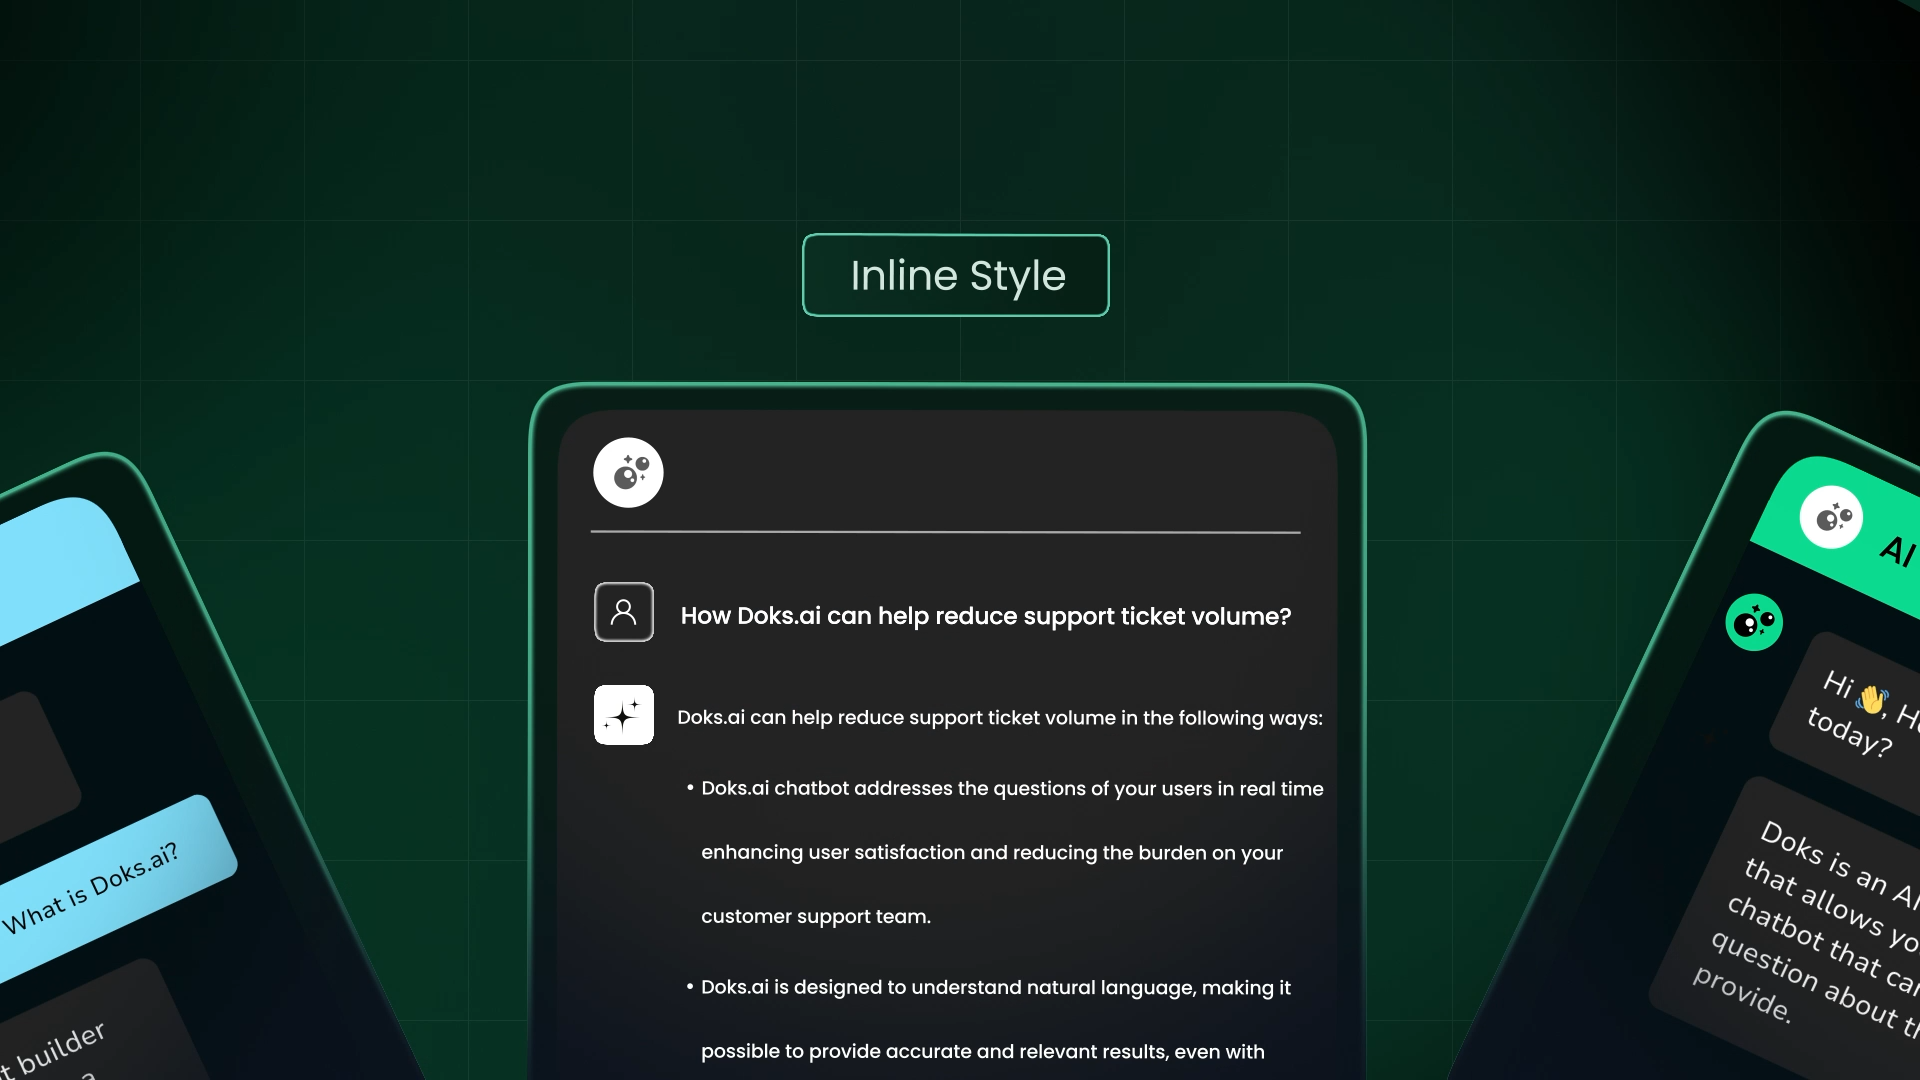 Inline Style
How Doks.ai can help reduce support ticket volume?
Doks.ai can help reduce support ticket volume in the following ways:
• Doks.ai chatbot addresses the questions of your users in real time
enhancing user satisfaction and reducing the burden on your
customer support team.
• Doks.ai is designed to understand natural language, making it
possible to provide accurate and relevant results, even with
What is Doks.ai?
builder
AI
Hi 👋,
today?
Doks is an
that allows
chatbot that
question about
provide.